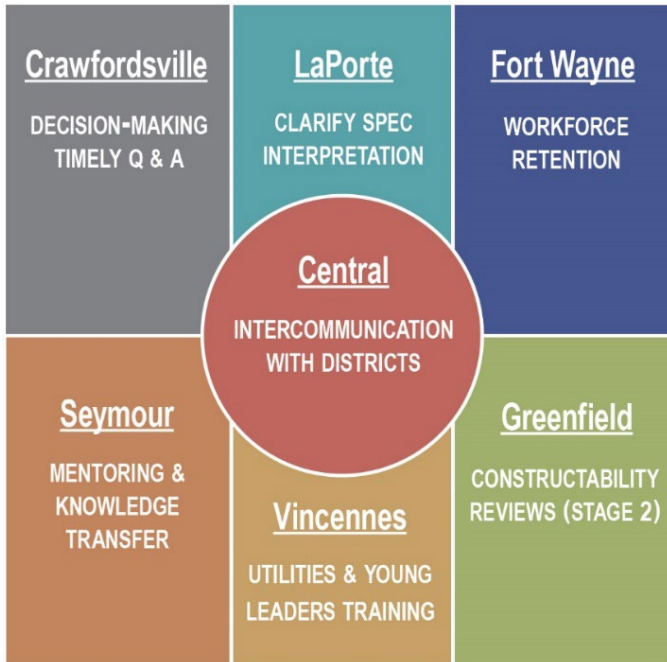 Crawfordsville
DECISION-MAKING
TIMELY Q & A
LaPorte
CLARIFY SPEC
INTERPRETATION
Fort Wayne
WORKFORCE
RETENTION
Central
INTERCOMMUNICATION
WITH DISTRICTS
Seymour
MENTORING &
KNOWLEDGE
TRANSFER
Vincennes
UTILITIES & YOUNG
LEADERS TRAINING
Greenfield
CONSTRUCTABILITY
REVIEWS (STAGE 2)